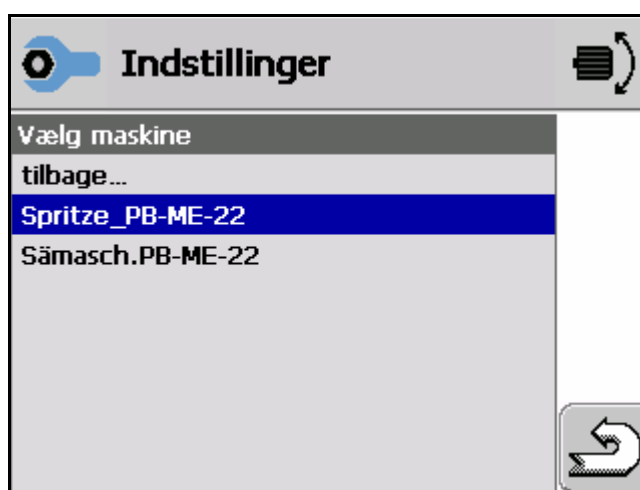 Indstillinger
Vælg maskine
tilbage...
Spritze_PB-ME-22
Sämasch.PB-ME-22